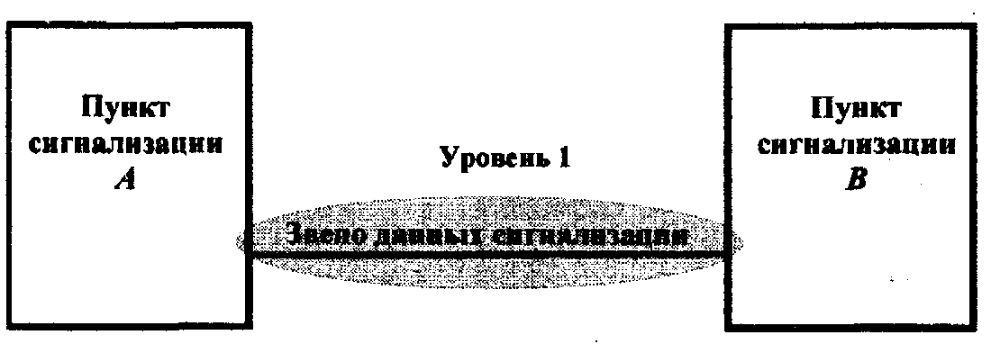 Пункт
сигнализации
A
Уровень 1
Звено данных сигнализации
Пункт
сигнализации
B